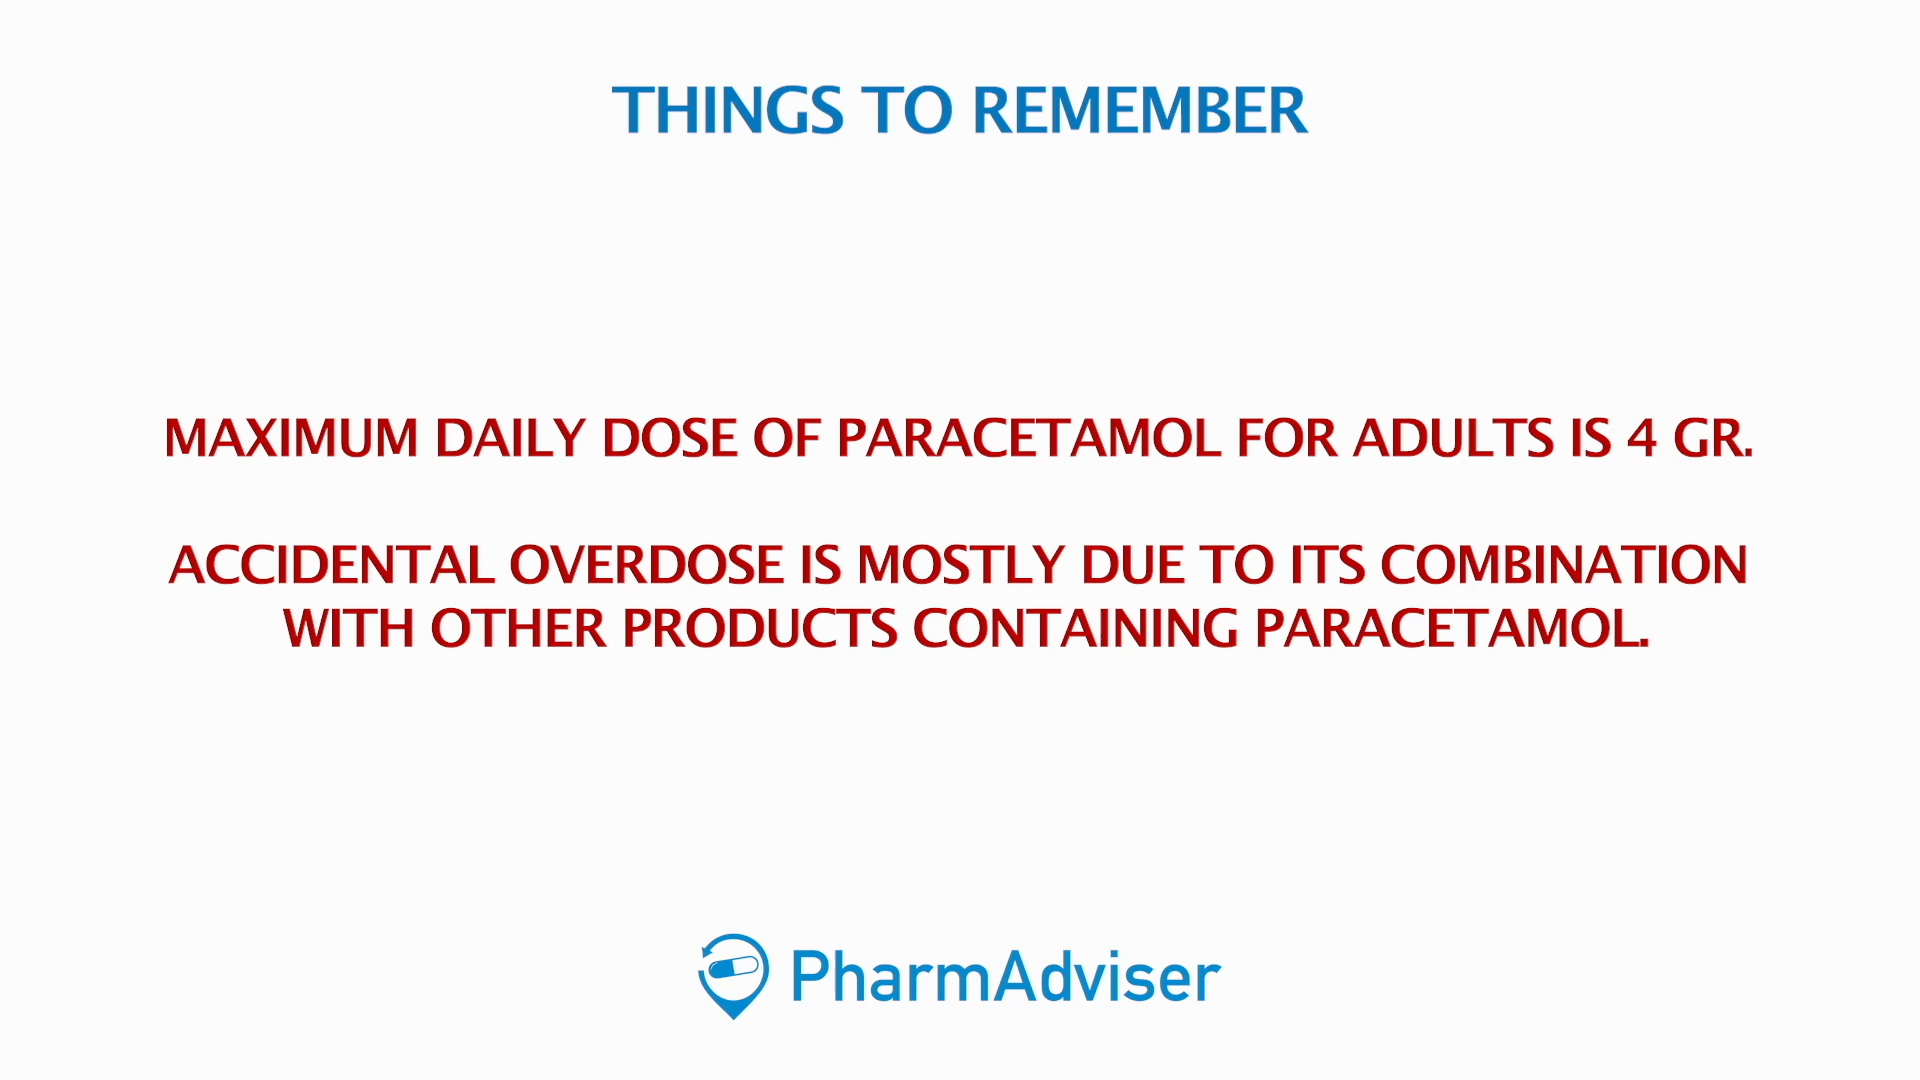 THINGS TO REMEMBER
MAXIMUM DAILY DOSE OF PARACETAMOL FOR ADULTS IS 4 GR.
ACCIDENTAL OVERDOSE IS MOSTLY DUE TO ITS COMBINATION
WITH OTHER PRODUCTS CONTAINING PARACETAMOL.
PharmAdviser